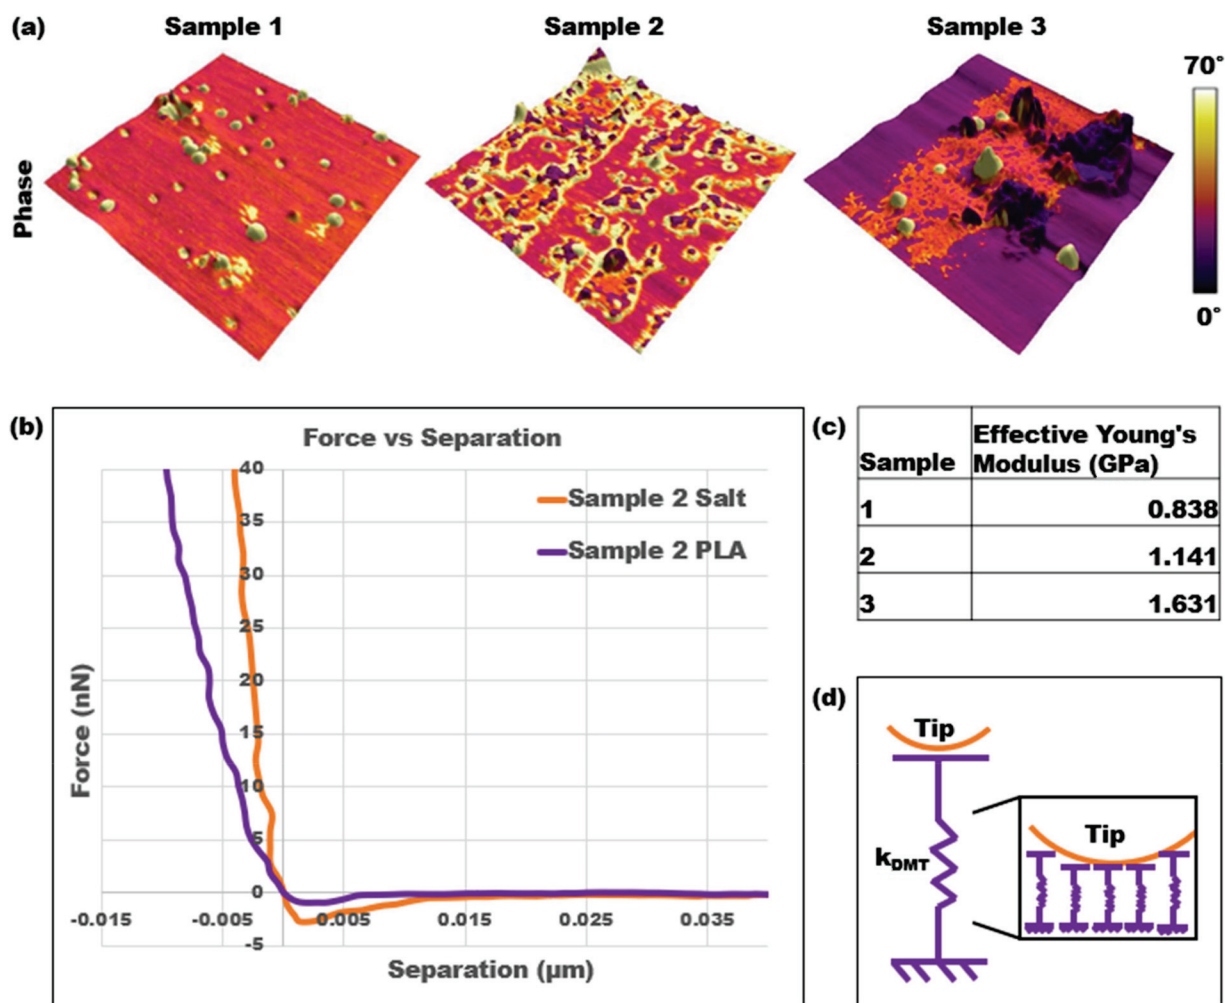 (a)
Sample 1
Sample 2
Sample 3
Phase
70°
0°
(b)
Force vs Separation
Sample 2 Salt
Sample 2 PLA
Force (nN)
40
35
30
25
20
15
10
5
0
-5
-0.015
-0.005
0.005
0.015
0.025
0.035
Separation (µm)
(c)
Sample
Effective Young's
Modulus (GPa)
1
0.838
2
1.141
3
1.631
(d)
Tip
kDMT
Tip